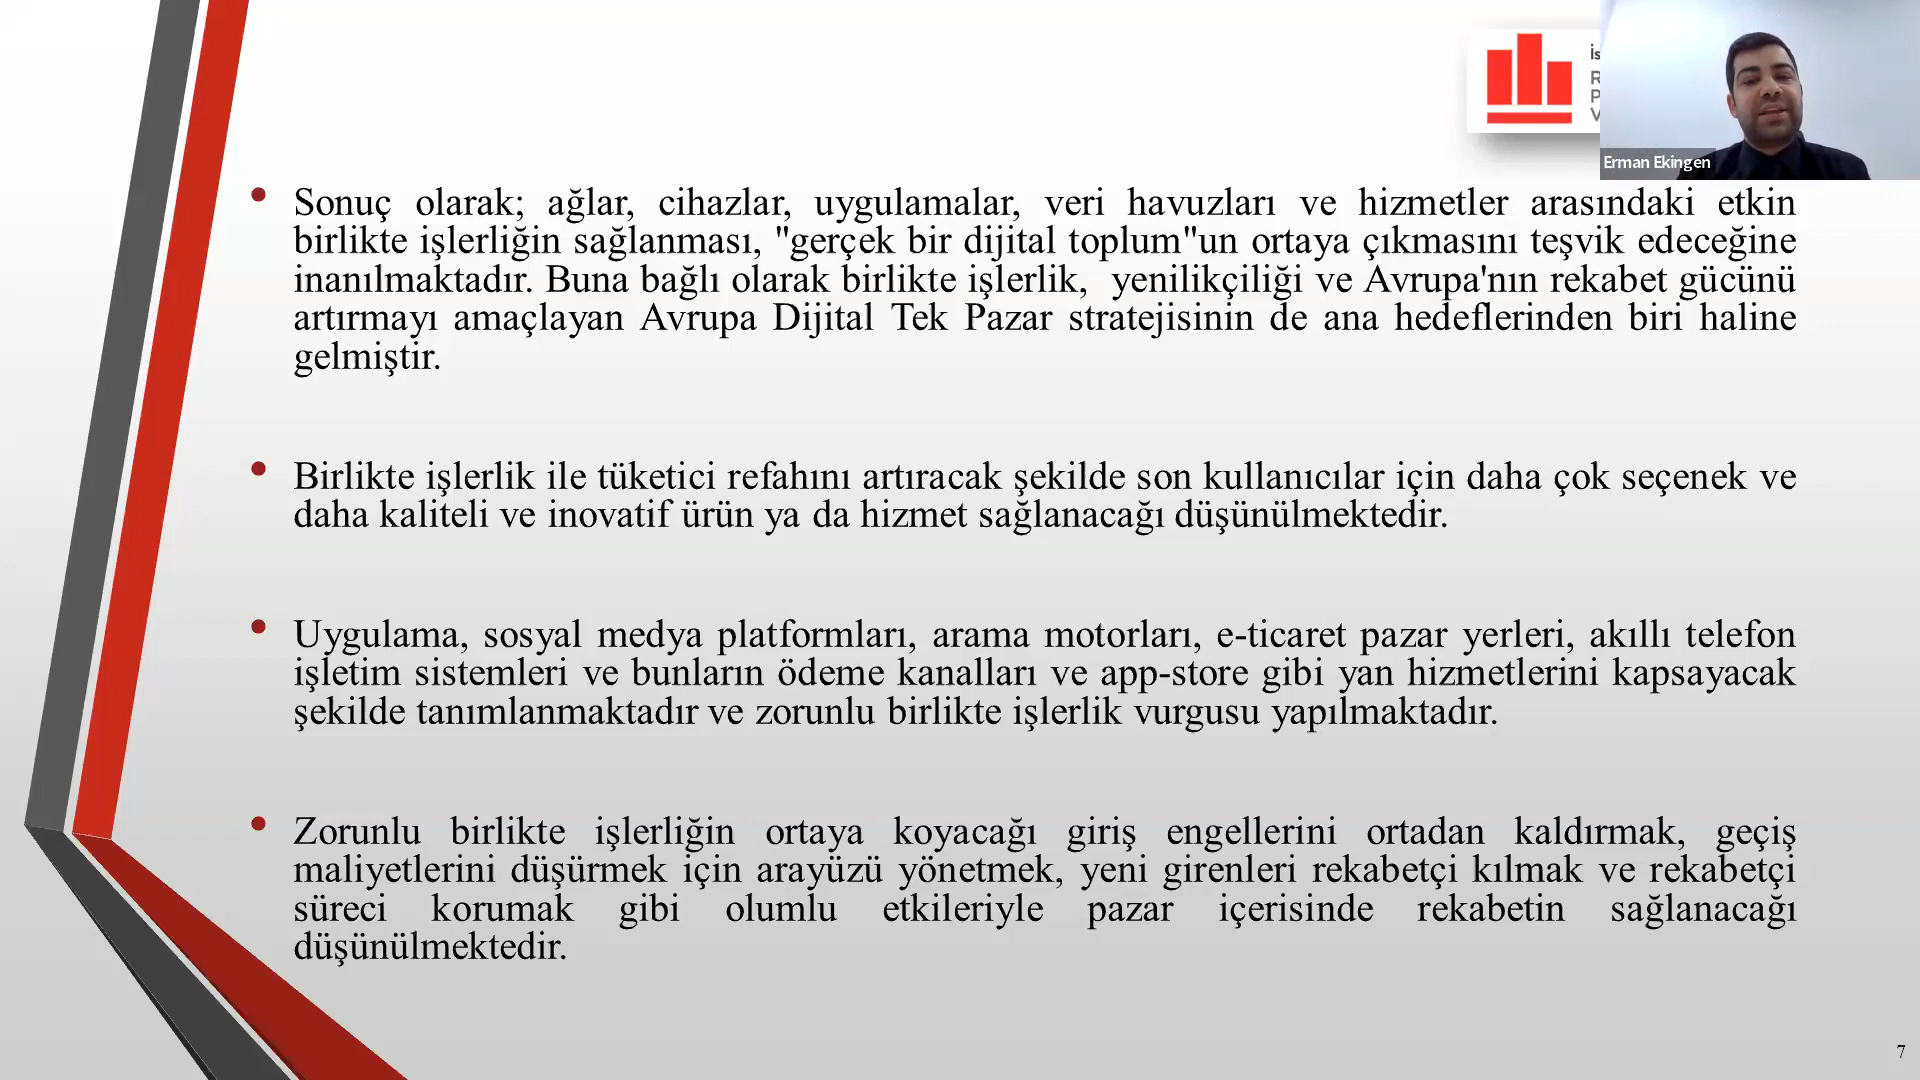 İs
R
P
V
Erman Ekingen
• Sonuç olarak; ağlar, cihazlar, uygulamalar, veri havuzları ve hizmetler arasındaki etkin
birlikte işlerliğin sağlanması, "gerçek bir dijital toplum"un ortaya çıkmasını teşvik edeceğine
inanılmaktadır. Buna bağlı olarak birlikte işlerlik, yenilikçiliği ve Avrupa'nın rekabet gücünü
artırmayı amaçlayan Avrupa Dijital Tek Pazar stratejisinin de ana hedeflerinden biri haline
gelmiştir.
• Birlikte işlerlik ile tüketici refahını artıracak şekilde son kullanıcılar için daha çok seçenek ve
daha kaliteli ve inovatif ürün ya da hizmet sağlanacağı düşünülmektedir.
• Uygulama, sosyal medya platformları, arama motorları, e-ticaret pazar yerleri, akıllı telefon
işletim sistemleri ve bunların ödeme kanalları ve app-store gibi yan hizmetlerini kapsayacak
şekilde tanımlanmaktadır ve zorunlu birlikte işlerlik vurgusu yapılmaktadır.
• Zorunlu birlikte işlerliğin ortaya koyacağı giriş engellerini ortadan kaldırmak, geçiş
maliyetlerini düşürmek için arayüzü yönetmek, yeni girenleri rekabetçi kılmak ve rekabetçi
süreci korumak gibi olumlu etkileriyle pazar içerisinde rekabetin sağlanacağı
düşünülmektedir.
7